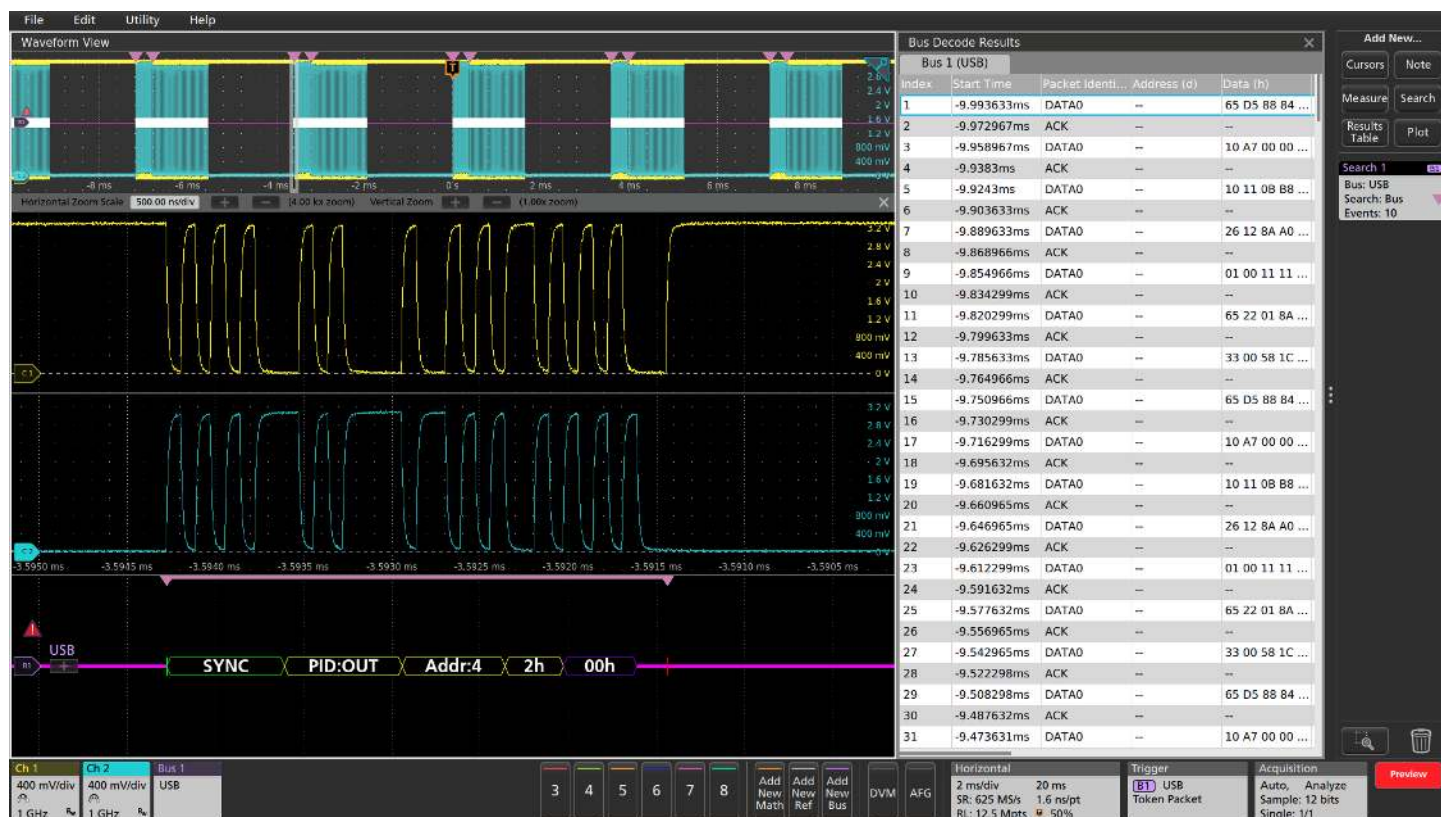 File Edit Utility Help
Waveform View
2.4 V
2 V
1.6 V
1.2 V
800 mV
400 mV
-8 ms -6 ms -4 ms -2 ms 0 s 2 ms 4 ms 6 ms 8 ms
Horizontal Zoom Scale 500.00 ns/div + - (4.00 kx zoom) Vertical Zoom + - (1.00x zoom) X
3.2 V
2.8 V
2.4 V
2 V
1.6 V
1.2 V
800 mV
400 mV
0 V
C1
3.2 V
2.8 V
2.4 V
2 V
1.6 V
1.2 V
800 mV
400 mV
0 V
C2
-3.5950 ms -3.5945 ms -3.5940 ms -3.5935 ms -3.5930 ms -3.5925 ms -3.5920 ms -3.5915 ms -3.5910 ms -3.5905 ms
USB
B1 + SYNC PID:OUT Addr:4 2h 00h
Bus Decode Results X
Bus 1 (USB)
Index Start Time Packet Identi... Address (d) Data (h)
1 -9.993633ms DATA0 -- 65 D5 88 84 ...
2 -9.972967ms ACK -- --
3 -9.958967ms DATA0 -- 10 A7 00 00 ...
4 -9.9383ms ACK -- --
5 -9.9243ms DATA0 -- 10 11 0B B8 ...
6 -9.903633ms ACK -- --
7 -9.889633ms DATA0 -- 26 12 8A A0 ...
8 -9.868966ms ACK -- --
9 -9.854966ms DATA0 -- 01 00 11 11 ...
10 -9.834299ms ACK -- --
11 -9.820299ms DATA0 -- 65 22 01 8A ...
12 -9.799633ms ACK -- --
13 -9.785633ms DATA0 -- 33 00 58 1C ...
14 -9.764966ms ACK -- --
15 -9.750966ms DATA0 -- 65 D5 88 84 ...
16 -9.730299ms ACK -- --
17 -9.716299ms DATA0 -- 10 A7 00 00 ...
18 -9.695632ms ACK -- --
19 -9.681632ms DATA0 -- 10 11 0B B8 ...
20 -9.660965ms ACK -- --
21 -9.646965ms DATA0 -- 26 12 8A A0 ...
22 -9.626299ms ACK -- --
23 -9.612299ms DATA0 -- 01 00 11 11 ...
24 -9.591632ms ACK -- --
25 -9.577632ms DATA0 -- 65 22 01 8A ...
26 -9.556965ms ACK -- --
27 -9.542965ms DATA0 -- 33 00 58 1C ...
28 -9.522298ms ACK -- --
29 -9.508298ms DATA0 -- 65 D5 88 84 ...
30 -9.487632ms ACK -- --
31 -9.473631ms DATA0 -- 10 A7 00 00 ...
Add New...
Cursors Note
Measure Search
Results Table Plot
Search 1 B1
Bus: USB
Search: Bus
Events: 10
Ch 1
400 mV/div
1 GHz
Ch 2
400 mV/div
1 GHz
Bus 1
USB
3 4 5 6 7 8
Add New Math
Add New Ref
Add New Bus
DVM AFG
Horizontal
2 ms/div 20 ms
SR: 625 MS/s 1.6 ns/pt
RL: 12.5 Mpts 50%
Trigger
B1 USB
Token Packet
Acquisition
Auto, Analyze
Sample: 12 bits
Single: 1/1
Preview